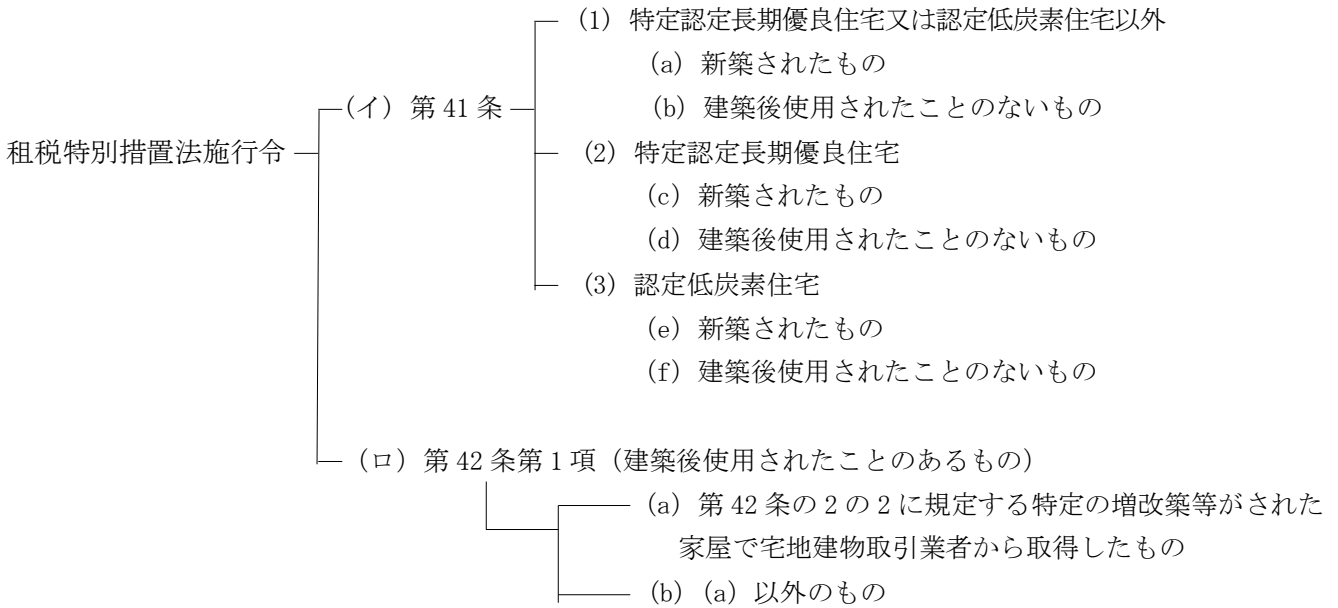 (1) 特定認定長期優良住宅又は認定低炭素住宅以外
(a) 新築されたもの
(イ) 第 41 条
(b) 建築後使用されたことのないもの
租税特別措置法施行令
(2) 特定認定長期優良住宅
(c) 新築されたもの
(d) 建築後使用されたことのないもの
(3) 認定低炭素住宅
(e) 新築されたもの
(f) 建築後使用されたことのないもの
(ロ) 第 42 条第 1 項 (建築後使用されたことのあるもの)
(a) 第 42 条の 2 の 2 に規定する特定の増改築等がされた
家屋で宅地建物取引業者から取得したもの
(b) (a) 以外のもの